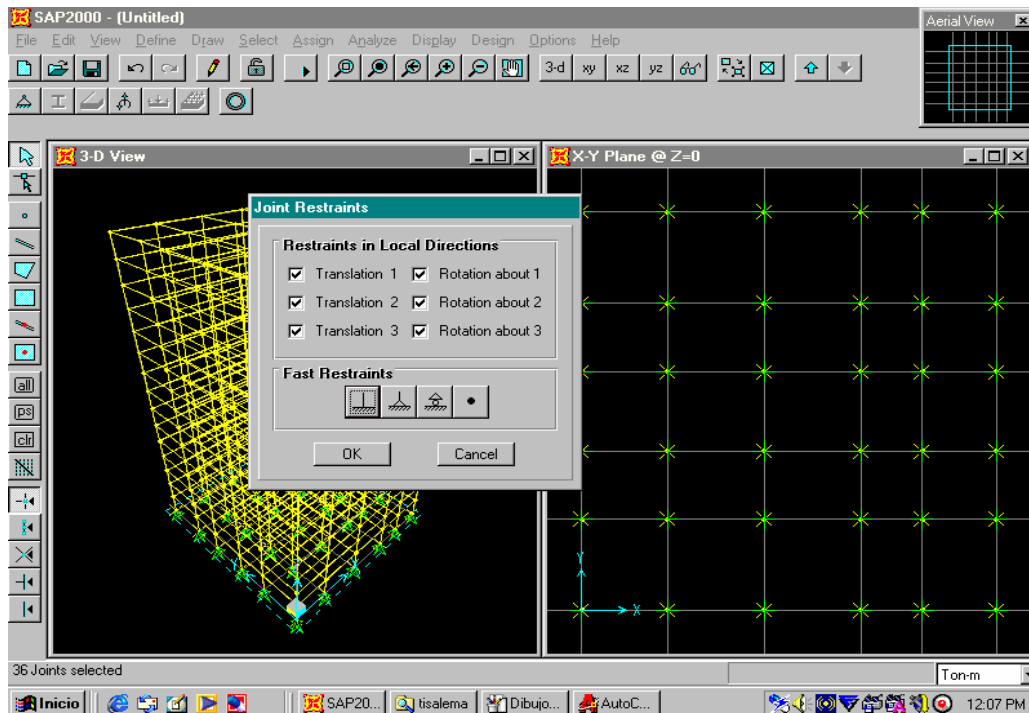 SAP2000 - (Untitled)
Aerial View
File Edit View Define Draw Select Assign Analyze Display Design Options Help
3-d xy xz yz
3-D View
X-Y Plane @ Z=0
Joint Restraints
Restraints in Local Directions
Translation 1 Rotation about 1
Translation 2 Rotation about 2
Translation 3 Rotation about 3
Fast Restraints
OK Cancel
all
ps
clr
Y
X
36 Joints selected
Ton-m
Inicio SAP20... tisalema Dibujo... AutoC... 12:07 PM